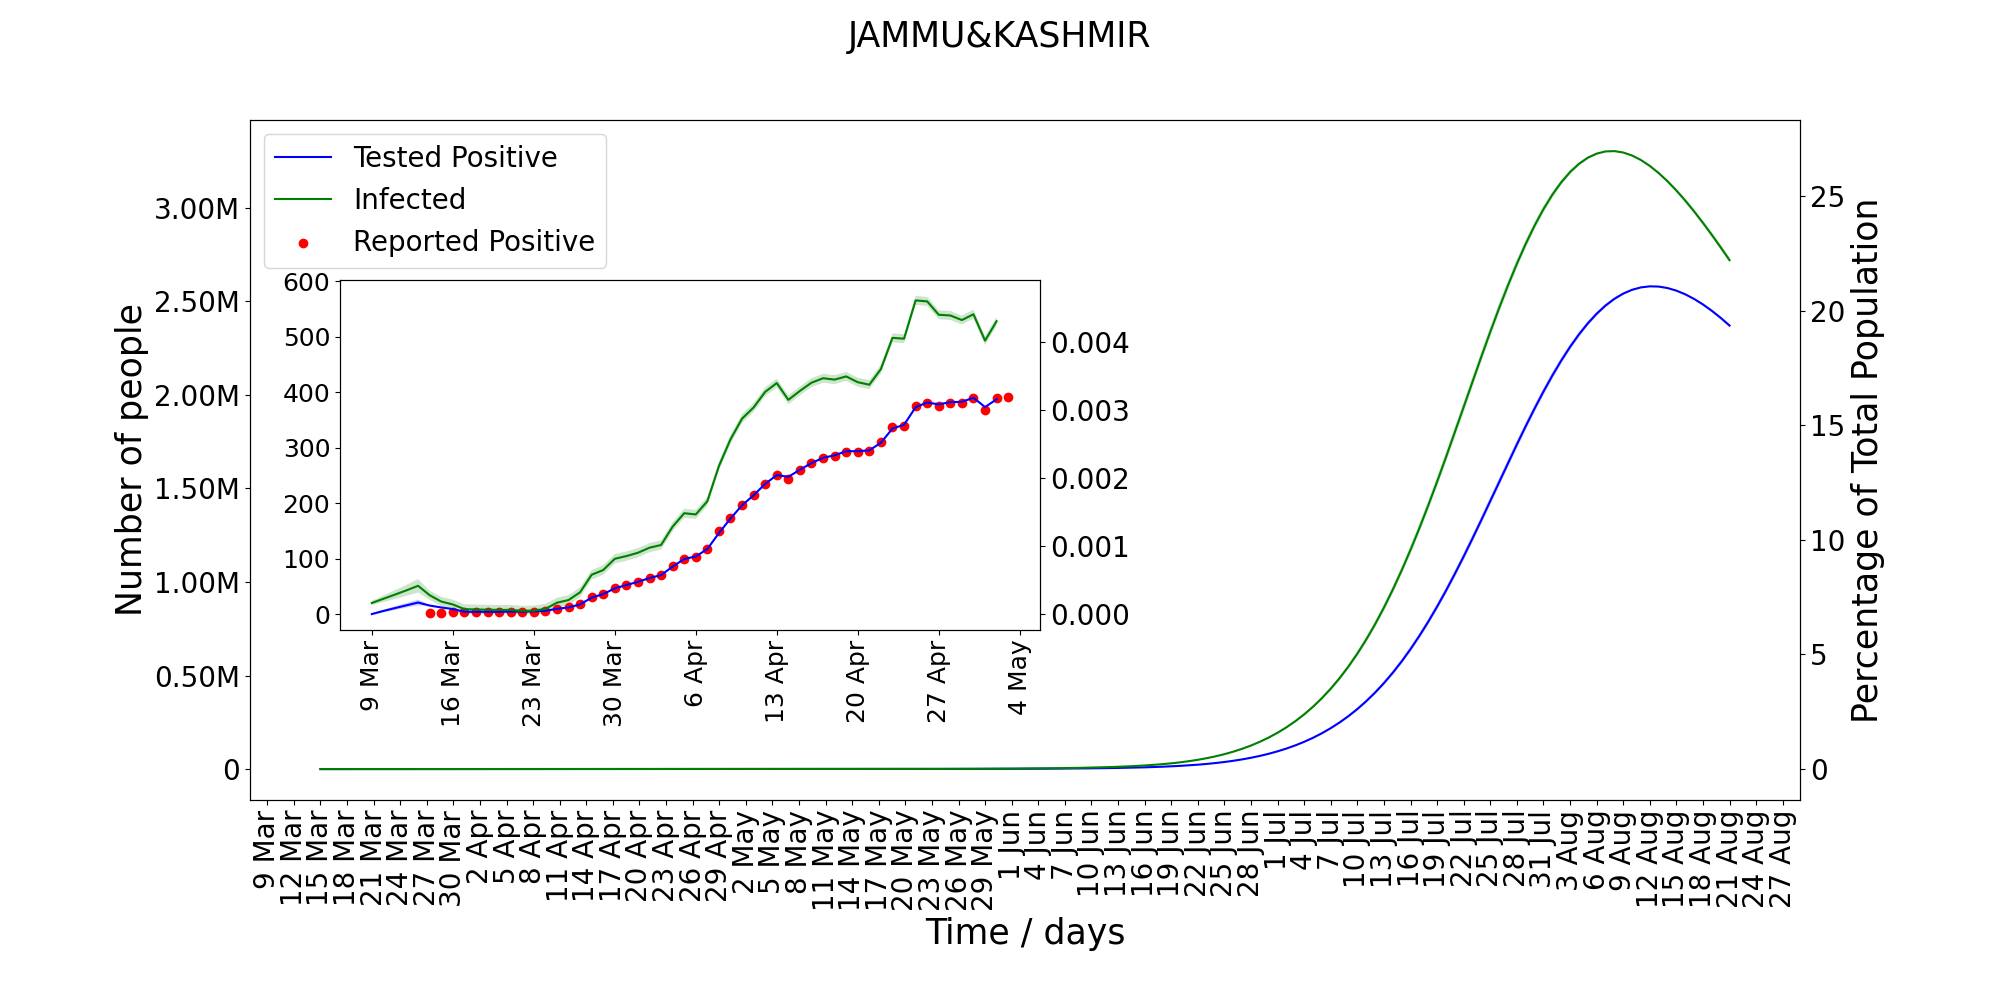 JAMMU&KASHMIR
Tested Positive
Infected
Reported Positive
Number of people
3.00M
2.50M
2.00M
1.50M
1.00M
0.50M
0
600
500
400
300
200
100
0
0.004
0.003
0.002
0.001
0.000
9 Mar
16 Mar
23 Mar
30 Mar
6 Apr
13 Apr
20 Apr
27 Apr
4 May
25
20
15
10
5
0
Percentage of Total Population
9 Mar
12 Mar
15 Mar
18 Mar
21 Mar
24 Mar
27 Mar
30 Mar
2 Apr
5 Apr
8 Apr
11 Apr
14 Apr
17 Apr
20 Apr
23 Apr
26 Apr
29 Apr
2 May
5 May
8 May
11 May
14 May
17 May
20 May
23 May
26 May
29 May
1 Jun
4 Jun
7 Jun
10 Jun
13 Jun
16 Jun
19 Jun
22 Jun
25 Jun
28 Jun
1 Jul
4 Jul
7 Jul
10 Jul
13 Jul
16 Jul
19 Jul
22 Jul
25 Jul
28 Jul
31 Jul
3 Aug
6 Aug
9 Aug
12 Aug
15 Aug
18 Aug
21 Aug
24 Aug
27 Aug
Time / days